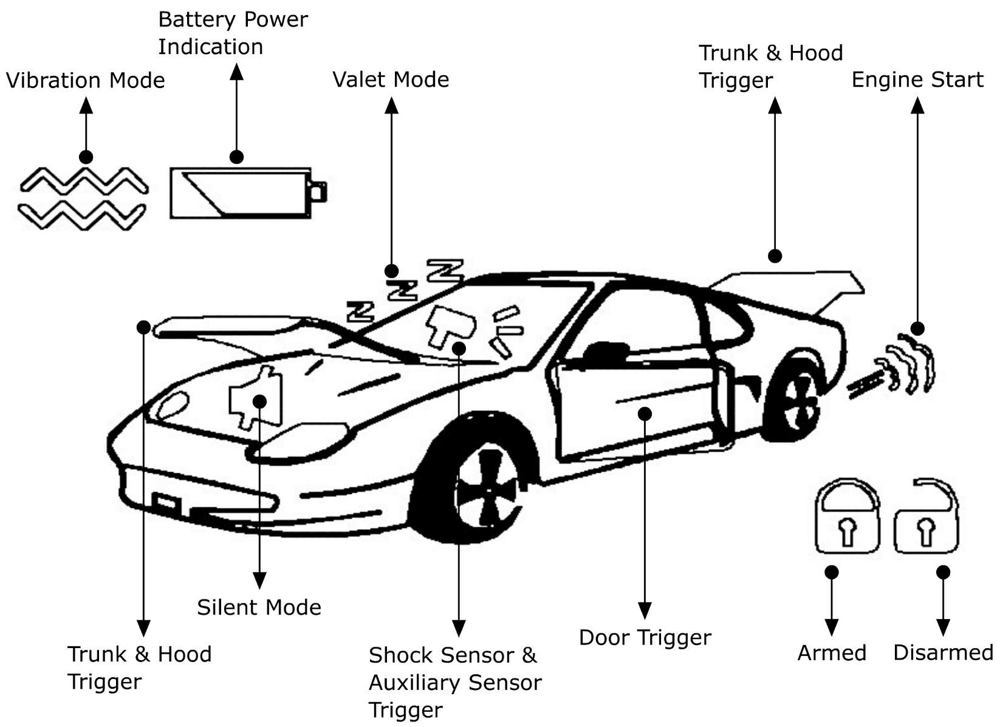 Battery Power
Indication
Vibration Mode
Valet Mode
Trunk & Hood
Trigger
Engine Start
Silent Mode
Trunk & Hood
Trigger
Shock Sensor &
Auxiliary Sensor
Trigger
Door Trigger
Armed
Disarmed
z
z
z